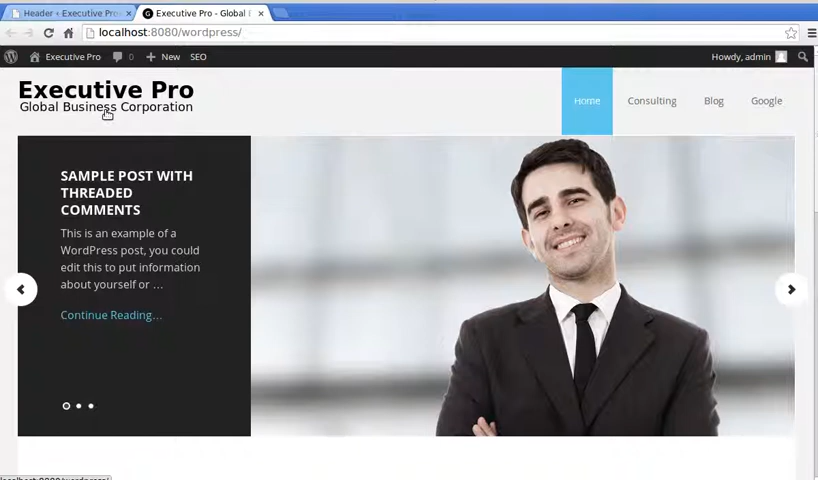 Header ‹ Executive Pro
Executive Pro - Global
localhost:8080/wordpress/
Executive Pro 0 New SEO Howdy, admin
Executive Pro
Global Business Corporation
Home Consulting Blog Google
SAMPLE POST WITH
THREADED
COMMENTS
This is an example of a
WordPress post, you could
edit this to put information
about yourself or ...
Continue Reading...